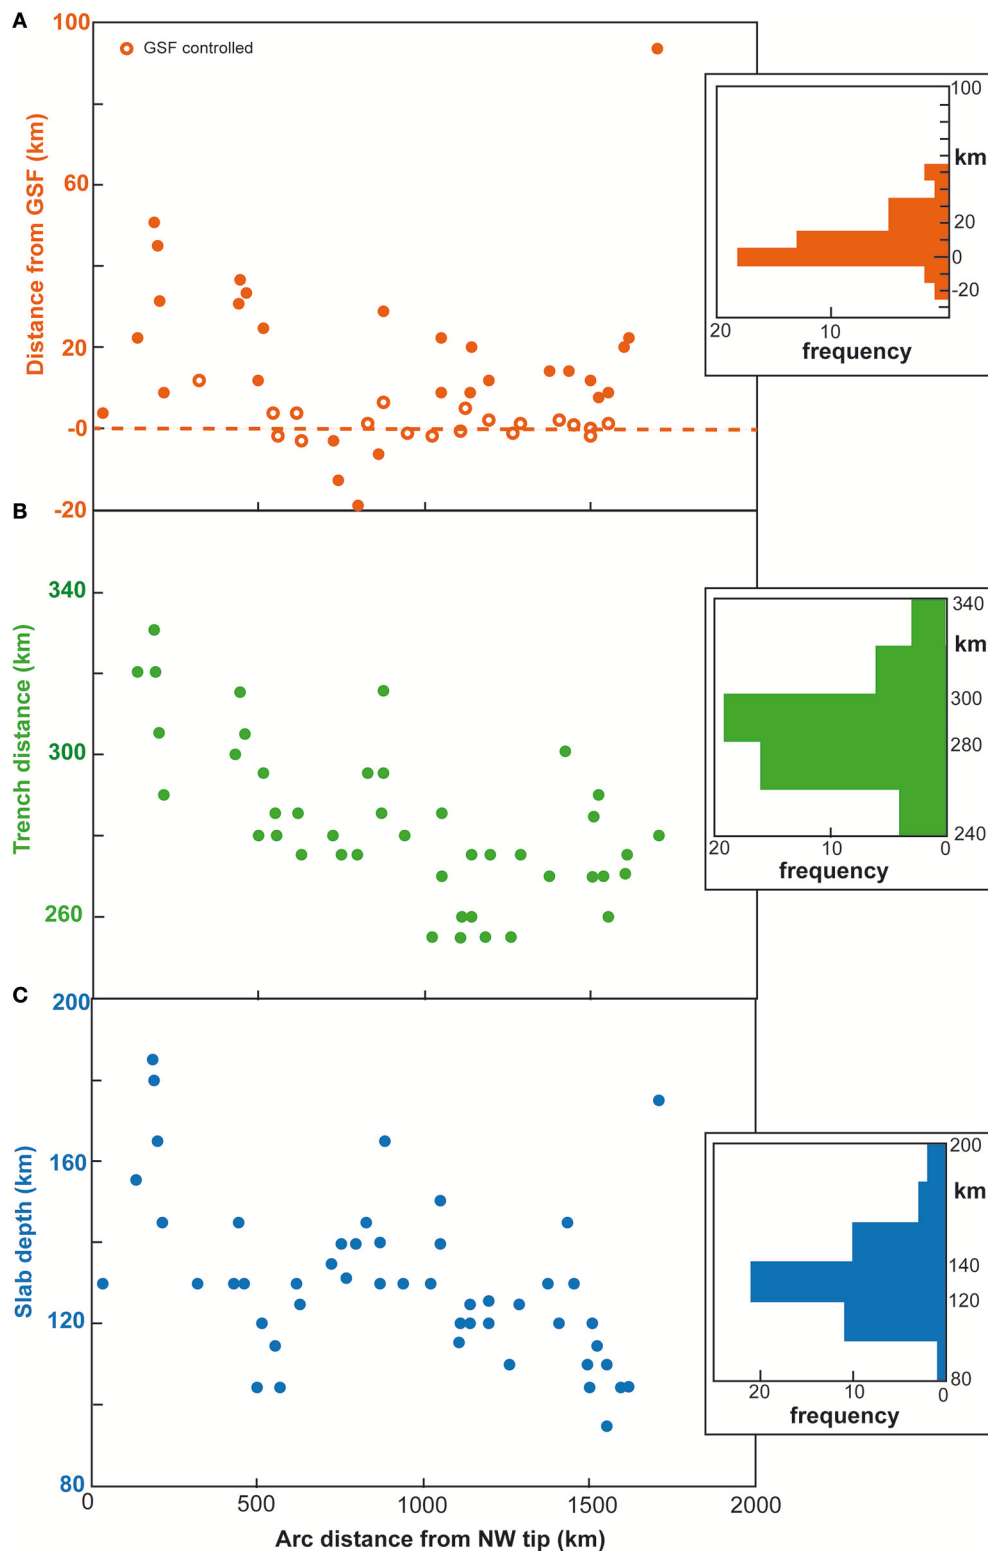 A
100
GSF controlled
60
20
-0
-20
Distance from GSF (km)
100
km
20
0
-20
20
10
frequency
B
340
300
260
Trench distance (km)
340
km
300
280
240
20
10
0
frequency
C
200
160
120
80
Slab depth (km)
200
km
140
120
80
20
10
0
frequency
0
500
1000
1500
2000
Arc distance from NW tip (km)